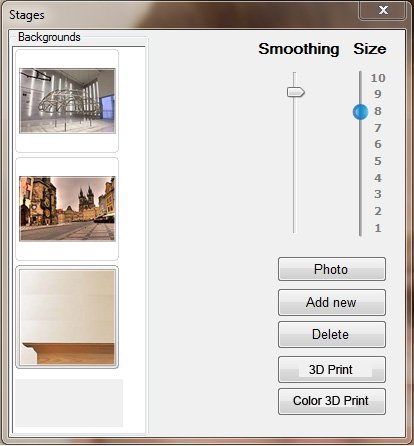 Stages
Backgrounds
Smoothing Size
10
9
8
7
6
5
4
3
2
1
Photo
Add new
Delete
3D Print
Color 3D Print